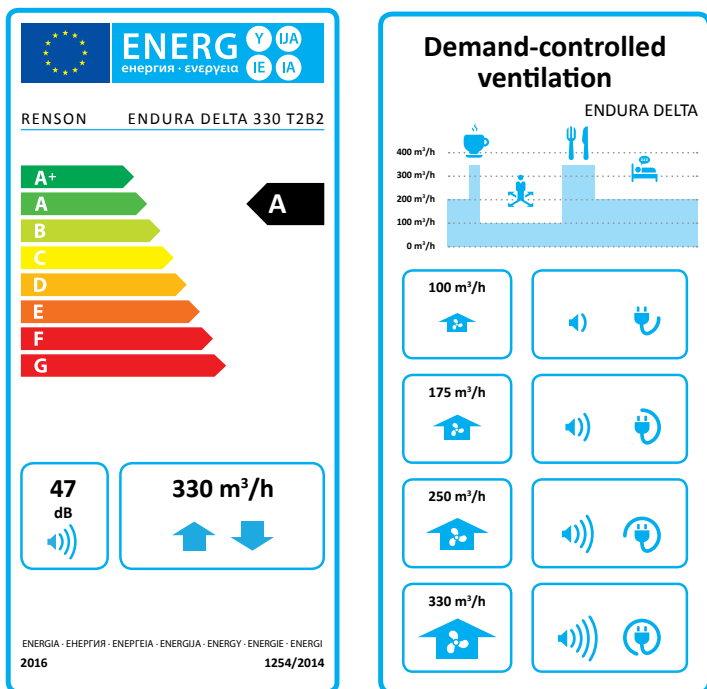 ENERG
енергия · ενεργεια
Y IJA
IE IA
RENSON ENDURA DELTA 330 T2B2
A+
A
B
C
D
E
F
G
A
47
dB
330 m³/h
ENERGIA · ЕНЕРГИЯ · ΕΝΕΡΓΕΙΑ · ENERGIJA · ENERGY · ENERGIE · ENERGI
2016 1254/2014
Demand-controlled
ventilation
ENDURA DELTA
400 m³/h
300 m³/h
200 m³/h
100 m³/h
0 m³/h
100 m³/h
175 m³/h
250 m³/h
330 m³/h